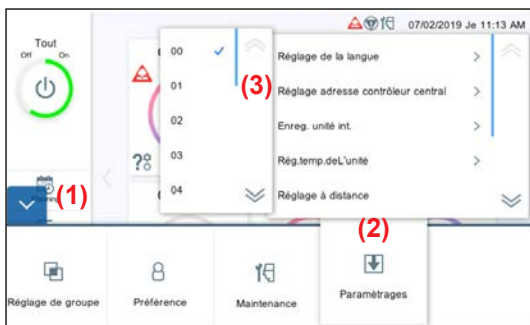 07/02/2019 Je 11:13 AM
Tout
Off On
00
01
02
03
04
(3)
Réglage de la langue
Réglage adresse contrôleur central
Enreg. unité int.
Rég.temp.deL'unité
Réglage à distance
(1)
(2)
Réglage de groupe
Préférence
Maintenance
Paramètrages